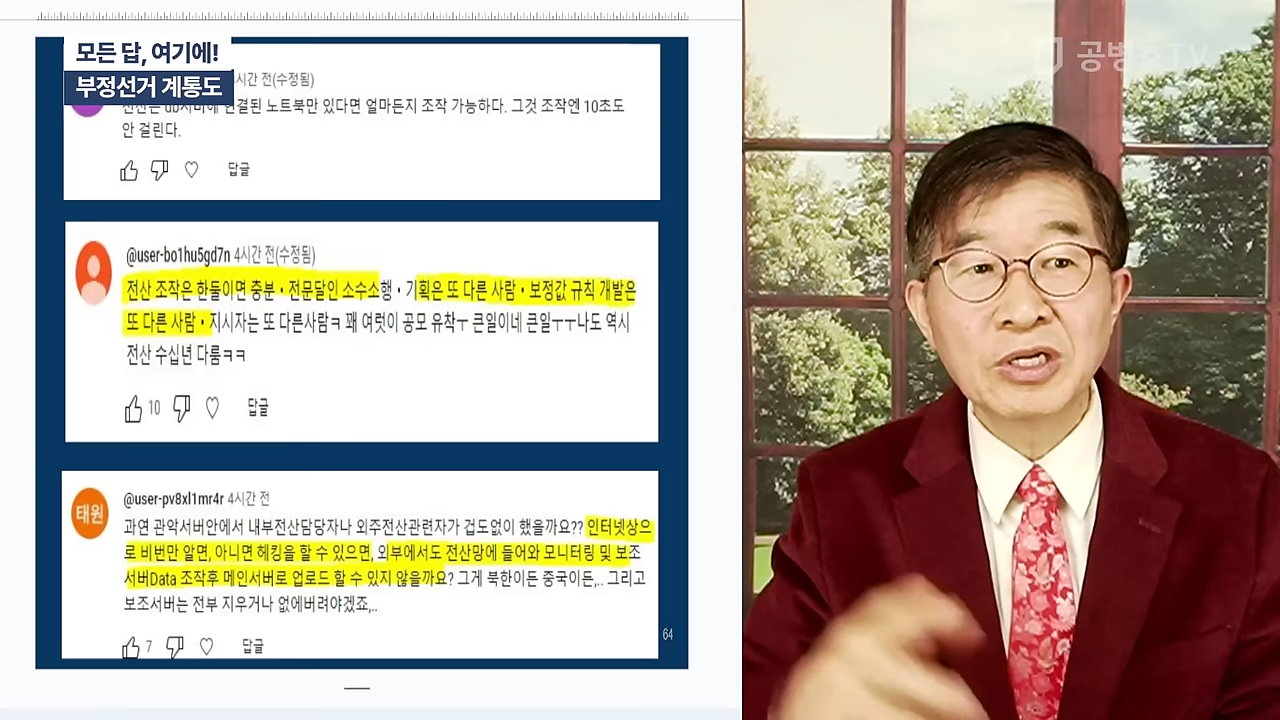 모든 답, 여기에!
부정선거 계통도
시간 전(수정됨)
전산은 db서버에 연결된 노트북만 있다면 얼마든지 조작 가능하다. 그것 조작엔 10초도
안 걸린다.
답글
@user-bo1hu5gd7n 4시간 전(수정됨)
전산 조작은 한둘이면 충분·전문달인 소수소행·기획은 또 다른 사람·보정값 규칙 개발은
또 다른 사람·지시자는 또 다른사람ㅋ 꽤 여럿이 공모 유착ㅜ 큰일이네 큰일ㅜㅜ나도 역시
전산 수십년 다룸ㅋㅋ
10 답글
태원
@user-pv8xl1mr4r 4시간 전
과연 관악서버안에서 내부전산담당자나 외주전산관련자가 겁도없이 했을까요?? 인터넷상으
로 비번만 알면, 아니면 헤킹을 할 수 있으면, 외부에서도 전산망에 들어와 모니터링 및 보조
서버Data 조작후 메인서버로 업로드 할 수 있지 않을까요? 그게 북한이든 중국이든,.. 그리고
보조서버는 전부 지우거나 없에버려야겠죠,..
7 답글
64
공병호TV